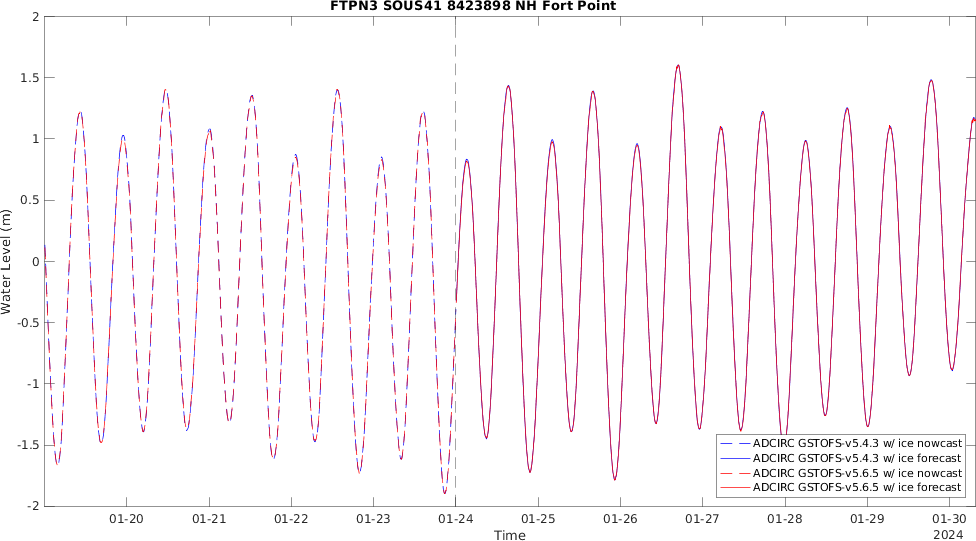 FTPN3 SOUS41 8423898 NH Fort Point
2
1.5
1
0.5
0
-0.5
-1
-1.5
-2
Water Level (m)
ADCIRC GSTOFS-v5.4.3 w/ ice nowcast
ADCIRC GSTOFS-v5.4.3 w/ ice forecast
ADCIRC GSTOFS-v5.6.5 w/ ice nowcast
ADCIRC GSTOFS-v5.6.5 w/ ice forecast
01-20 01-21 01-22 01-23 01-24 01-25 01-26 01-27 01-28 01-29 01-30
Time 2024